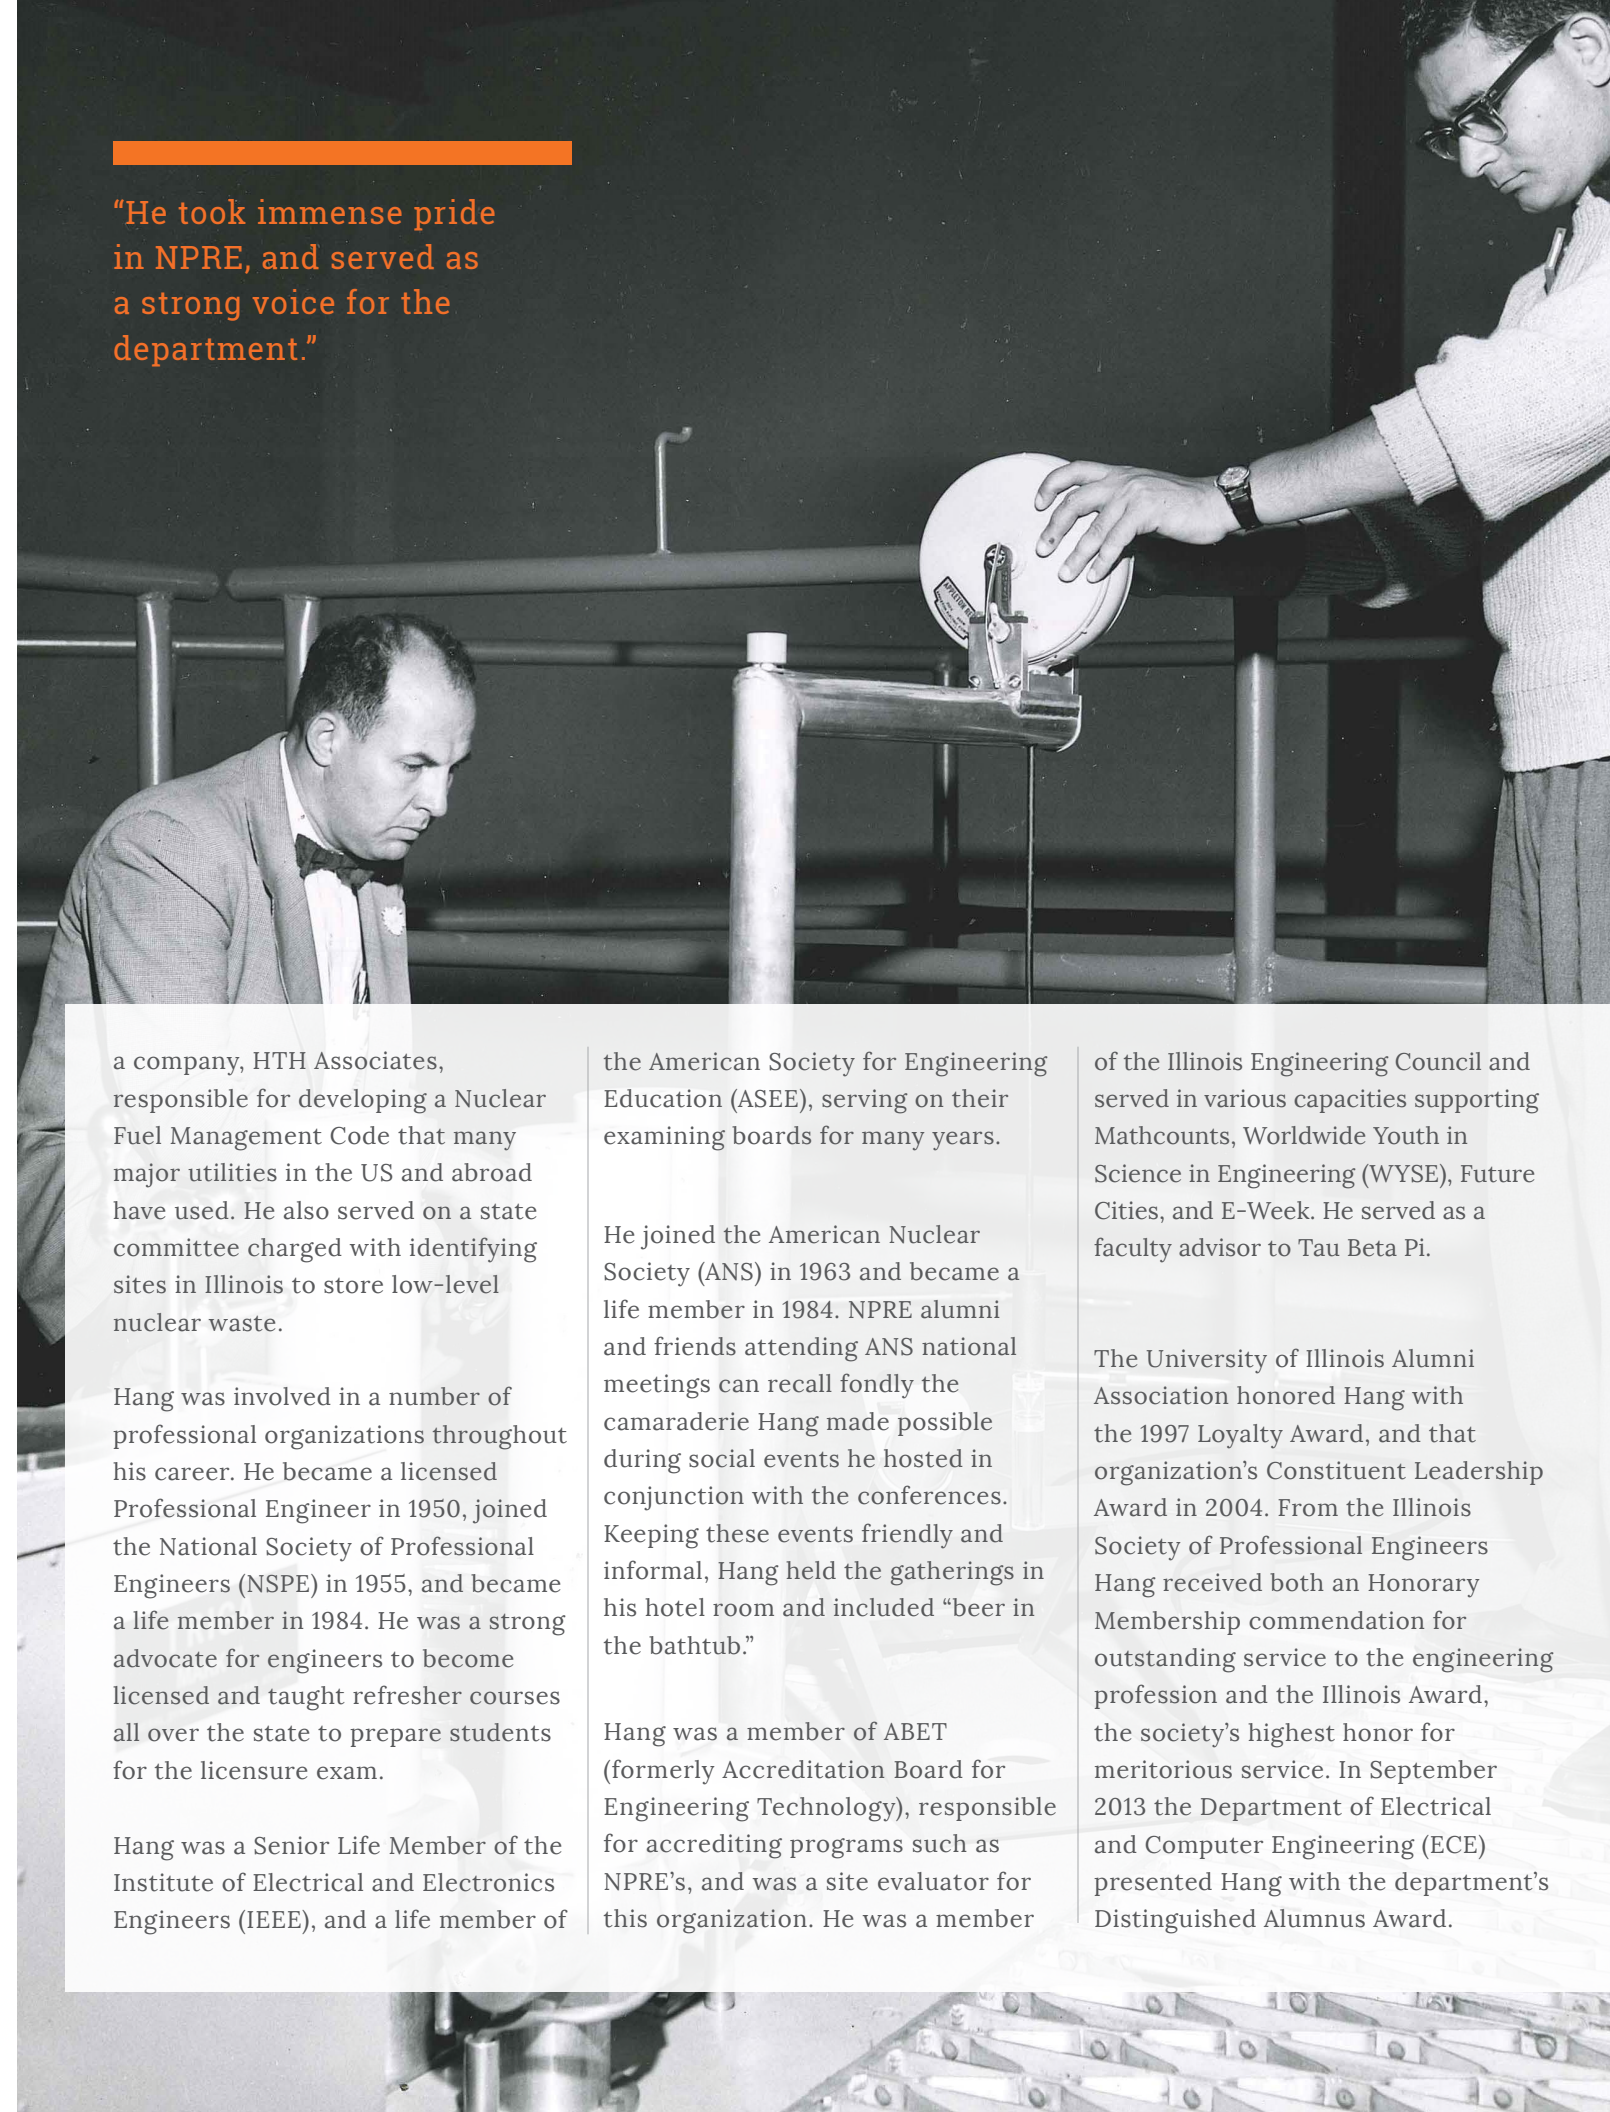 “He took immense pride
in NPRE, and served as
a strong voice for the
department.”
APPLETON
a company, HTH Associates,
responsible for developing a Nuclear
Fuel Management Code that many
major utilities in the US and abroad
have used. He also served on a state
committee charged with identifying
sites in Illinois to store low-level
nuclear waste.
Hang was involved in a number of
professional organizations throughout
his career. He became a licensed
Professional Engineer in 1950, joined
the National Society of Professional
Engineers (NSPE) in 1955, and became
a life member in 1984. He was a strong
advocate for engineers to become
licensed and taught refresher courses
all over the state to prepare students
for the licensure exam.
Hang was a Senior Life Member of the
Institute of Electrical and Electronics
Engineers (IEEE), and a life member of
the American Society for Engineering
Education (ASEE), serving on their
examining boards for many years.
He joined the American Nuclear
Society (ANS) in 1963 and became a
life member in 1984. NPRE alumni
and friends attending ANS national
meetings can recall fondly the
camaraderie Hang made possible
during social events he hosted in
conjunction with the conferences.
Keeping these events friendly and
informal, Hang held the gatherings in
his hotel room and included “beer in
the bathtub.”
Hang was a member of ABET
(formerly Accreditation Board for
Engineering Technology), responsible
for accrediting programs such as
NPRE’s, and was a site evaluator for
this organization. He was a member
of the Illinois Engineering Council and
served in various capacities supporting
Mathcounts, Worldwide Youth in
Science in Engineering (WYSE), Future
Cities, and E-Week. He served as a
faculty advisor to Tau Beta Pi.
The University of Illinois Alumni
Association honored Hang with
the 1997 Loyalty Award, and that
organization’s Constituent Leadership
Award in 2004. From the Illinois
Society of Professional Engineers
Hang received both an Honorary
Membership commendation for
outstanding service to the engineering
profession and the Illinois Award,
the society’s highest honor for
meritorious service. In September
2013 the Department of Electrical
and Computer Engineering (ECE)
presented Hang with the department’s
Distinguished Alumnus Award.